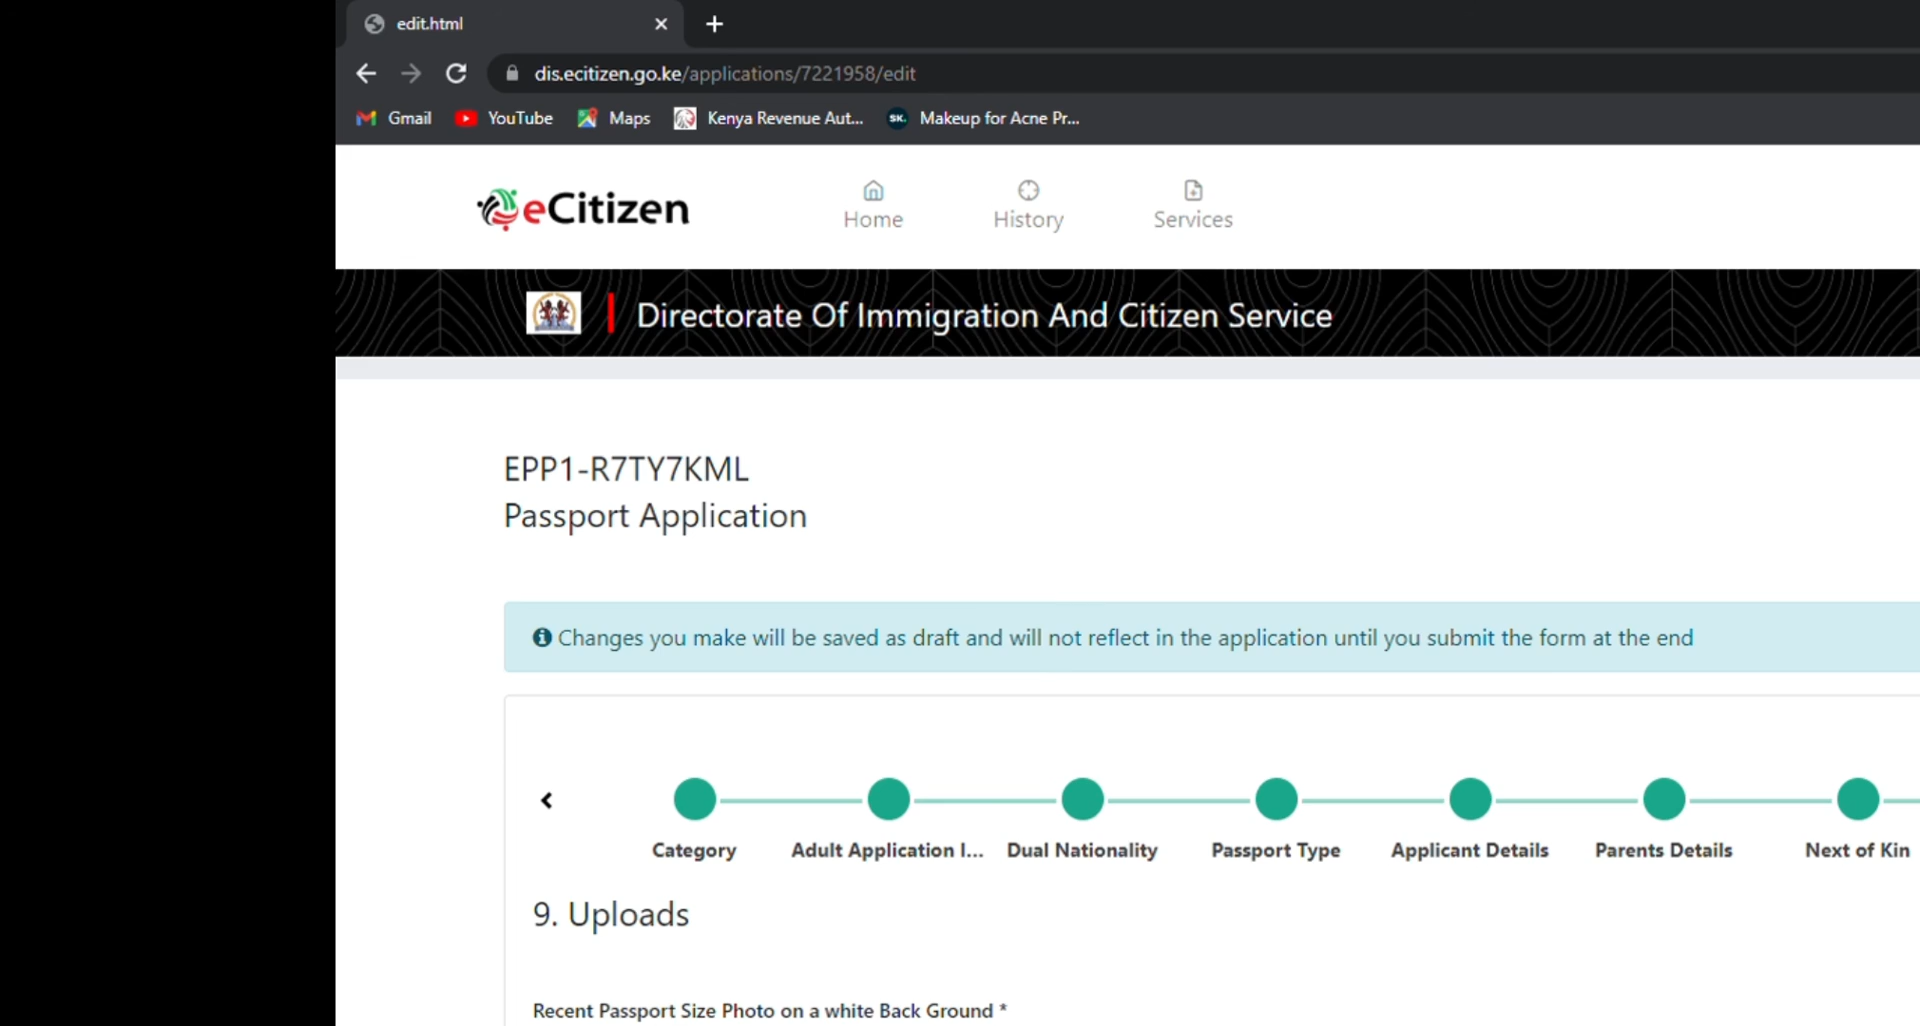 edit.html
dis.ecitizen.go.ke/applications/7221958/edit
Gmail YouTube Maps Kenya Revenue Aut... SK. Makeup for Acne Pr...
eCitizen Home History Services
Directorate Of Immigration And Citizen Service
EPP1-R7TY7KML
Passport Application
Changes you make will be saved as draft and will not reflect in the application until you submit the form at the end
Category Adult Application I... Dual Nationality Passport Type Applicant Details Parents Details Next of Kin
9. Uploads
Recent Passport Size Photo on a white Back Ground *